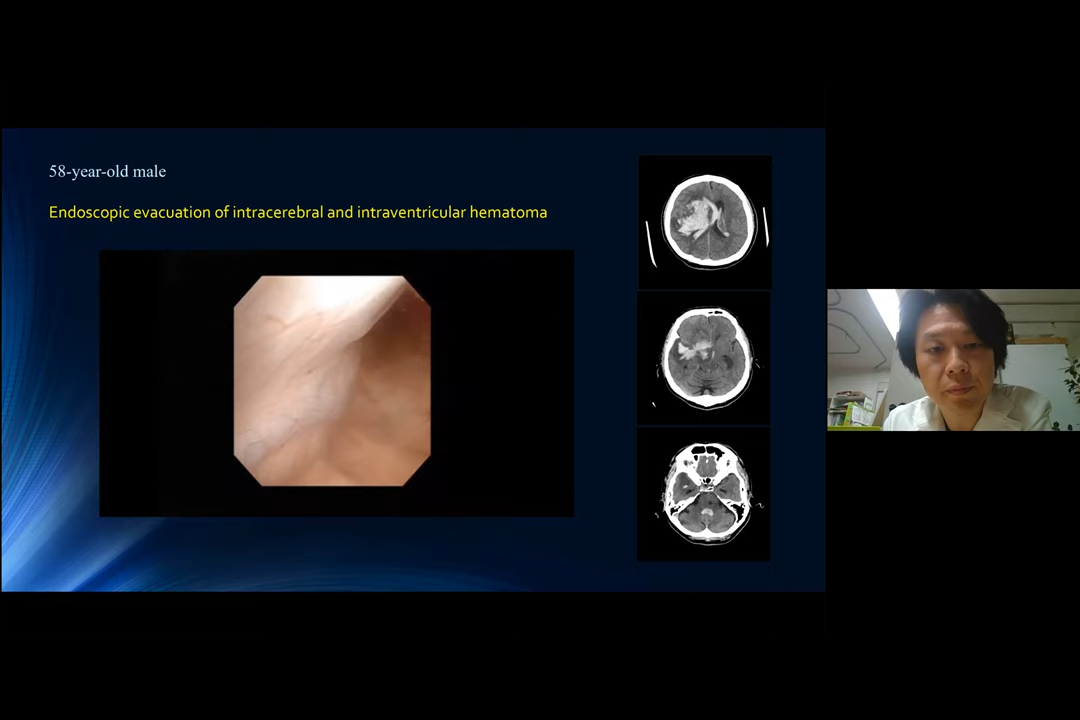 58-year-old male
Endoscopic evacuation of intracerebral and intraventricular hematoma